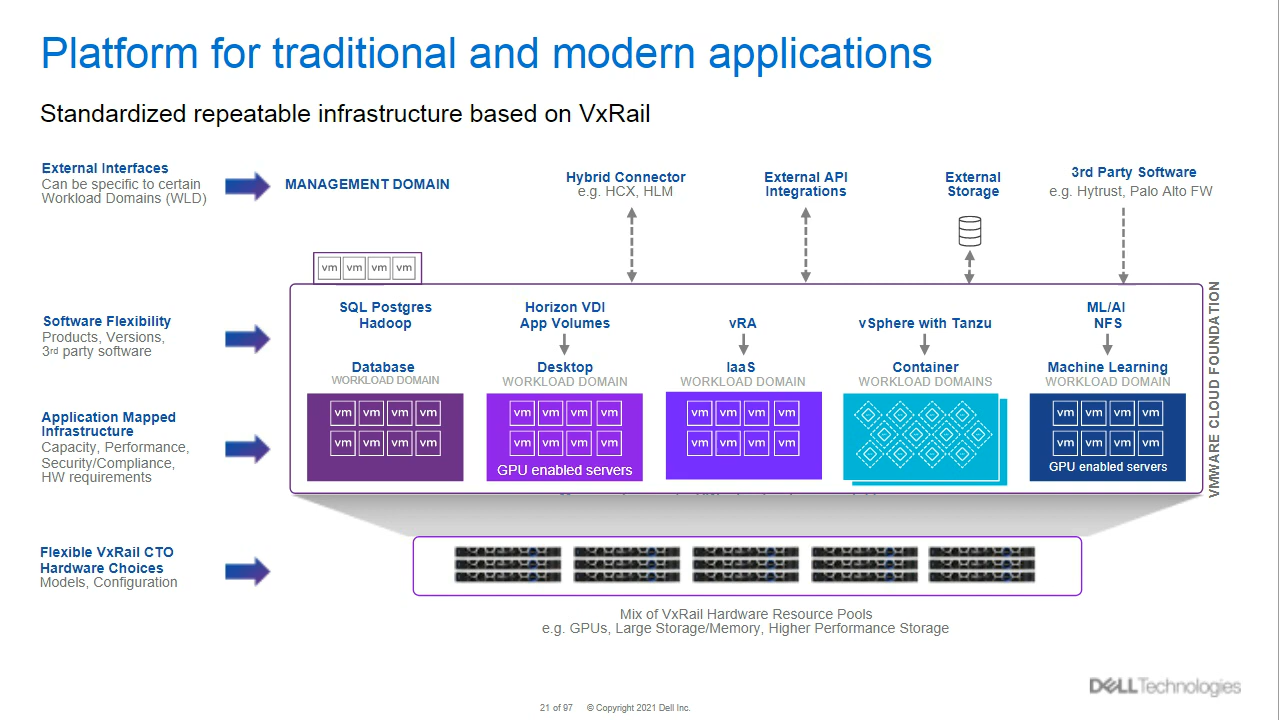 Platform for traditional and modern applications
Standardized repeatable infrastructure based on VxRail
External Interfaces
Can be specific to certain
Workload Domains (WLD)
MANAGEMENT DOMAIN
Hybrid Connector
e.g. HCX, HLM
External API
Integrations
External
Storage
3rd Party Software
e.g. Hytrust, Palo Alto FW
vm vm vm vm
Software Flexibility
Products, Versions,
3rd party software
SQL Postgres
Hadoop
Horizon VDI
App Volumes
vRA
vSphere with Tanzu
ML/AI
NFS
Database
WORKLOAD DOMAIN
Desktop
WORKLOAD DOMAIN
IaaS
WORKLOAD DOMAIN
Container
WORKLOAD DOMAINS
Machine Learning
WORKLOAD DOMAIN
VMWARE CLOUD FOUNDATION
Application Mapped
Infrastructure
Capacity, Performance,
Security/Compliance,
HW requirements
vm vm vm vm
vm vm vm vm
vm vm vm vm
vm vm vm vm
GPU enabled servers
vm vm vm vm
vm vm vm vm
vm vm vm vm
vm vm vm vm
GPU enabled servers
Flexible VxRail CTO
Hardware Choices
Models, Configuration
Mix of VxRail Hardware Resource Pools
e.g. GPUs, Large Storage/Memory, Higher Performance Storage
DELL Technologies
21 of 97 © Copyright 2021 Dell Inc.